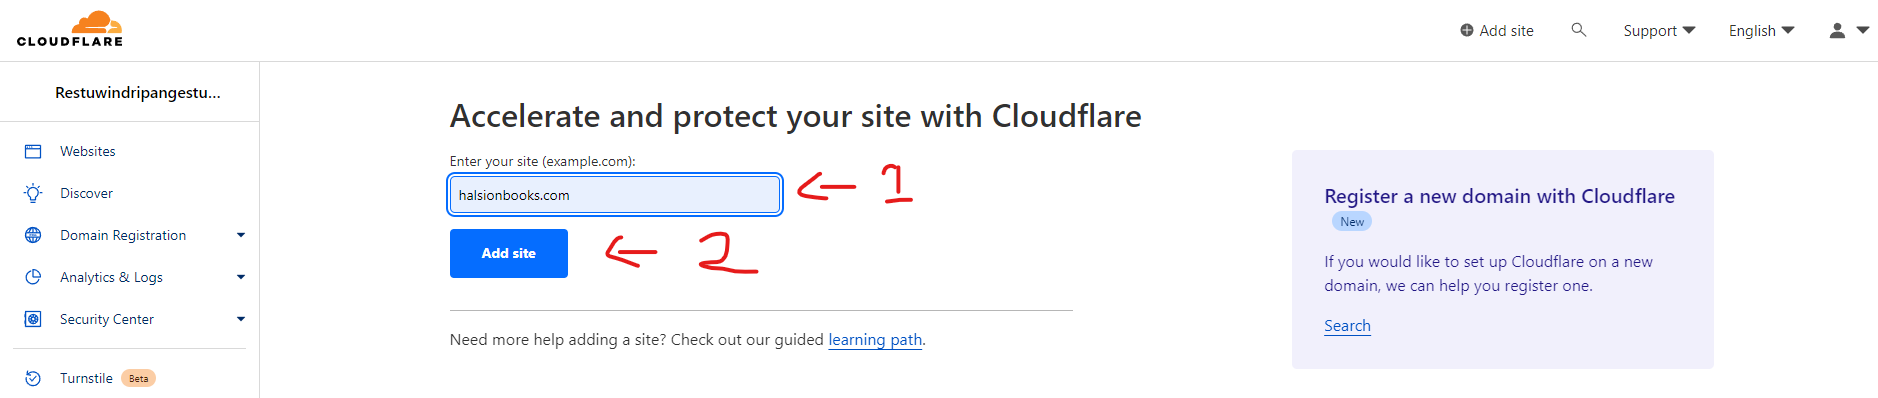 CLOUDFLARE
Add site
Support
English
Restuwindripangestu...
Websites
Discover
Domain Registration
Analytics & Logs
Security Center
Turnstile Beta
Accelerate and protect your site with Cloudflare
Enter your site (example.com):
halsionbooks.com
1
Add site
2
Need more help adding a site? Check out our guided learning path.
Register a new domain with Cloudflare
New
If you would like to set up Cloudflare on a new
domain, we can help you register one.
Search